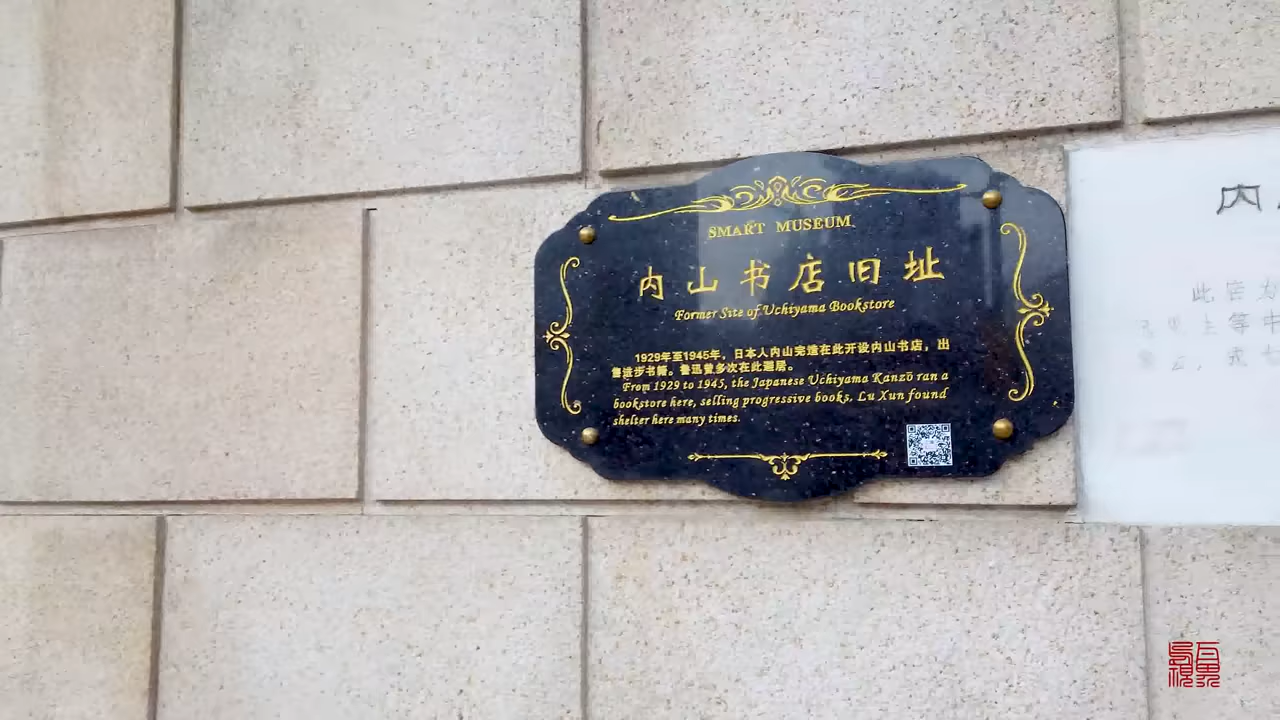 SMART MUSEUM
内山书店旧址
Former Site of Uchiyama Bookstore
1929年至1945年，日本人内山完造在此开设内山书店，出
售进步书籍。鲁迅曾多次在此避居。
From 1929 to 1945, the Japanese Uchiyama Kanzō ran a
bookstore here, selling progressive books, Lu Xun found
shelter here many times.
内
此店为